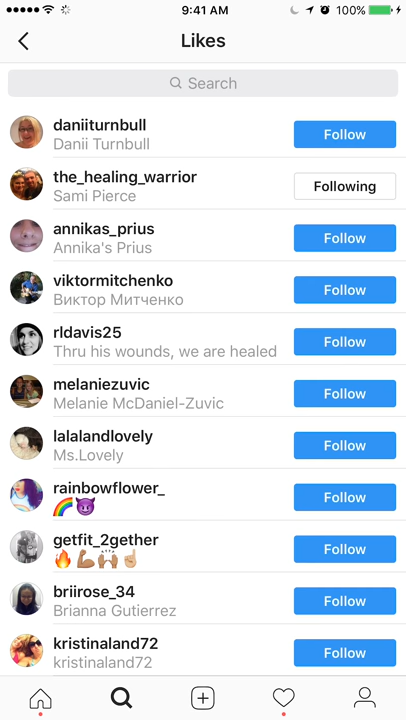 9:41 AM
100%
Likes
Search
daniiturnbull
Danii Turnbull
Follow
the_healing_warrior
Sami Pierce
Following
annikas_prius
Annika's Prius
Follow
viktormitchenko
Виктор Митченко
Follow
rldavis25
Thru his wounds, we are healed
Follow
melaniezuvic
Melanie McDaniel-Zuvic
Follow
lalalandlovely
Ms.Lovely
Follow
rainbowflower_
🌈😈
Follow
getfit_2gether
🔥💪🏽🙌🏽☝🏼
Follow
briirose_34
Brianna Gutierrez
Follow
kristinaland72
kristinaland72
Follow